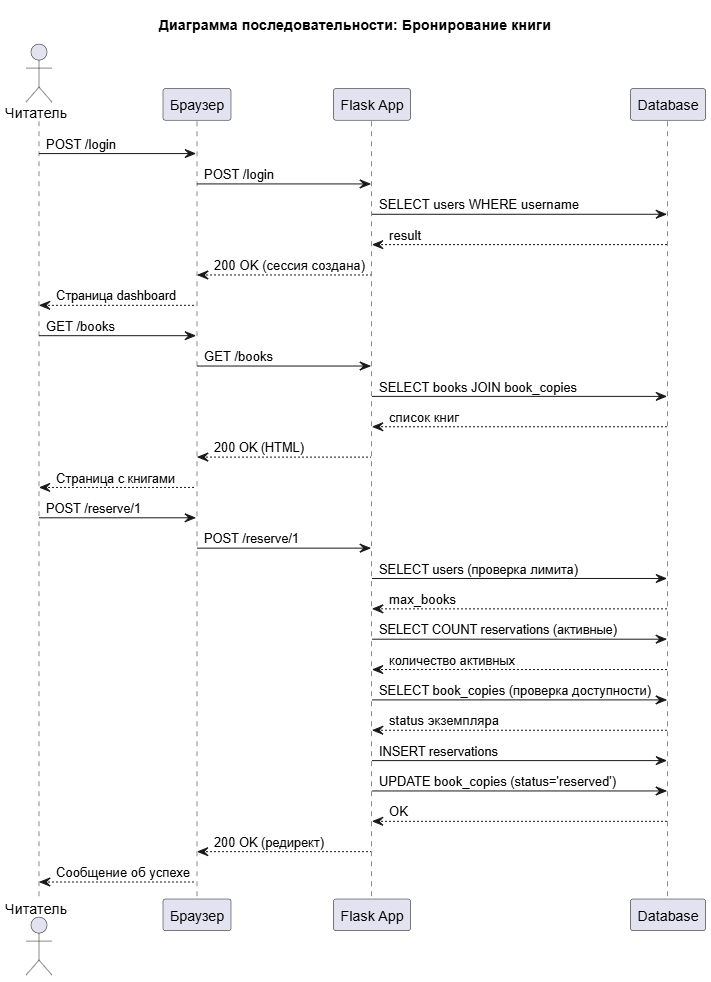 Диаграмма последовательности: Бронирование книги
Читатель
Браузер
Flask App
Database
POST /login
POST /login
SELECT users WHERE username
result
200 OK (сессия создана)
Страница dashboard
GET /books
GET /books
SELECT books JOIN book_copies
список книг
200 OK (HTML)
Страница с книгами
POST /reserve/1
POST /reserve/1
SELECT users (проверка лимита)
max_books
SELECT COUNT reservations (активные)
количество активных
SELECT book_copies (проверка доступности)
status экземпляра
INSERT reservations
UPDATE book_copies (status='reserved')
OK
200 OK (редирект)
Сообщение об успехе
Читатель
Браузер
Flask App
Database